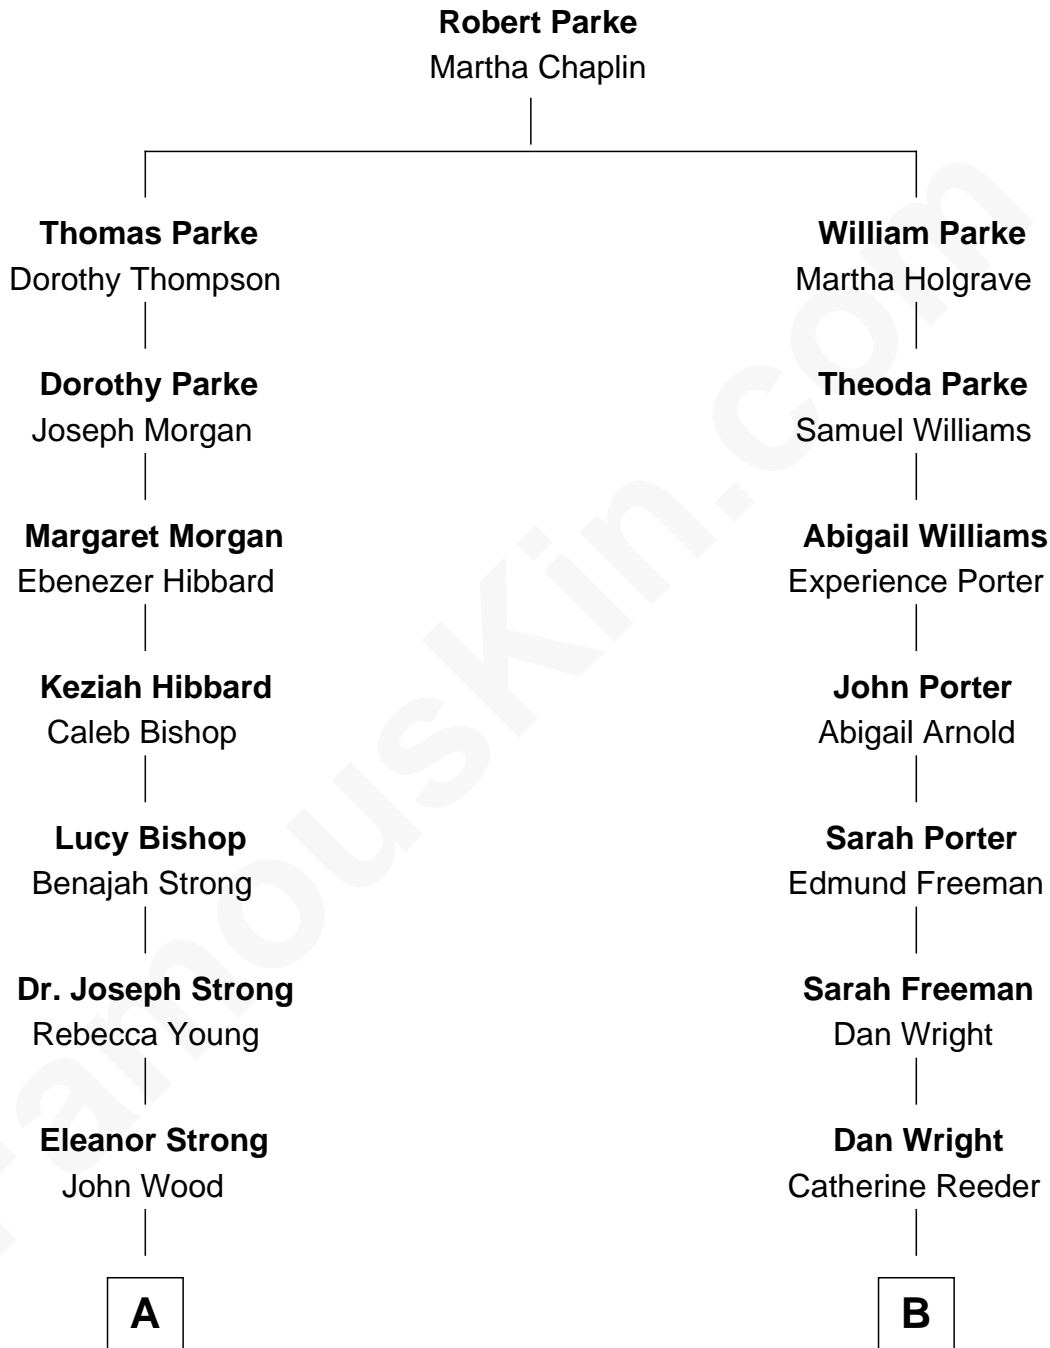 Robert Parke
Martha Chaplin
Thomas Parke
Dorothy Thompson
William Parke
Martha Holgrave
Dorothy Parke
Joseph Morgan
Theoda Parke
Samuel Williams
Margaret Morgan
Ebenezer Hibbard
Abigail Williams
Experience Porter
Keziah Hibbard
Caleb Bishop
John Porter
Abigail Arnold
Lucy Bishop
Benajah Strong
Sarah Porter
Edmund Freeman
Dr. Joseph Strong
Rebecca Young
Sarah Freeman
Dan Wright
Eleanor Strong
John Wood
Dan Wright
Catherine Reeder
A
B
FamousKin.com